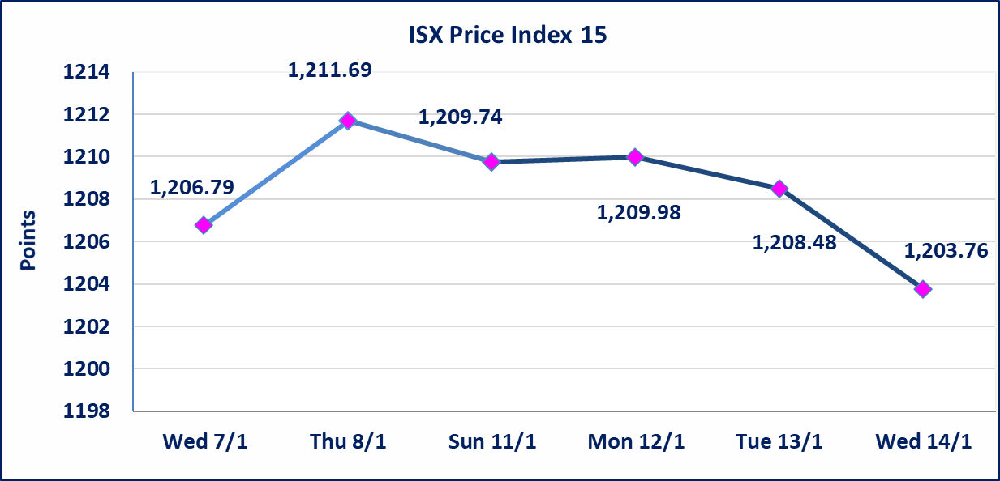 ISX Price Index 15
Points
1214
1212
1210
1208
1206
1204
1202
1200
1198
1,206.79
1,211.69
1,209.74
1,209.98
1,208.48
1,203.76
Wed 7/1
Thu 8/1
Sun 11/1
Mon 12/1
Tue 13/1
Wed 14/1